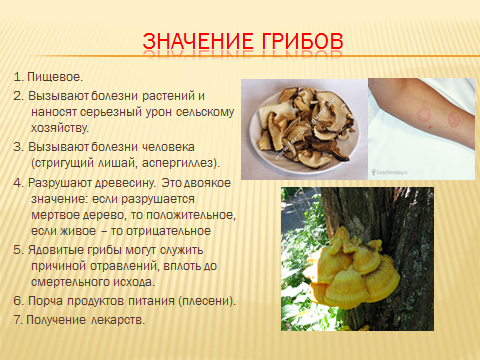 ЗНАЧЕНИЕ ГРИБОВ
1. Пищевое.
2. Вызывают болезни растений и
наносят серьезный урон сельскому
хозяйству.
3. Вызывают болезни человека
(стригущий лишай, аспергиллез).
4. Разрушают древесину. Это двоякое
значение: если разрушается
мертвое дерево, то положительное,
если живое – то отрицательное
5. Ядовитые грибы могут служить
причиной отравлений, вплоть до
смертельного исхода.
6. Порча продуктов питания (плесени).
7. Получение лекарств.